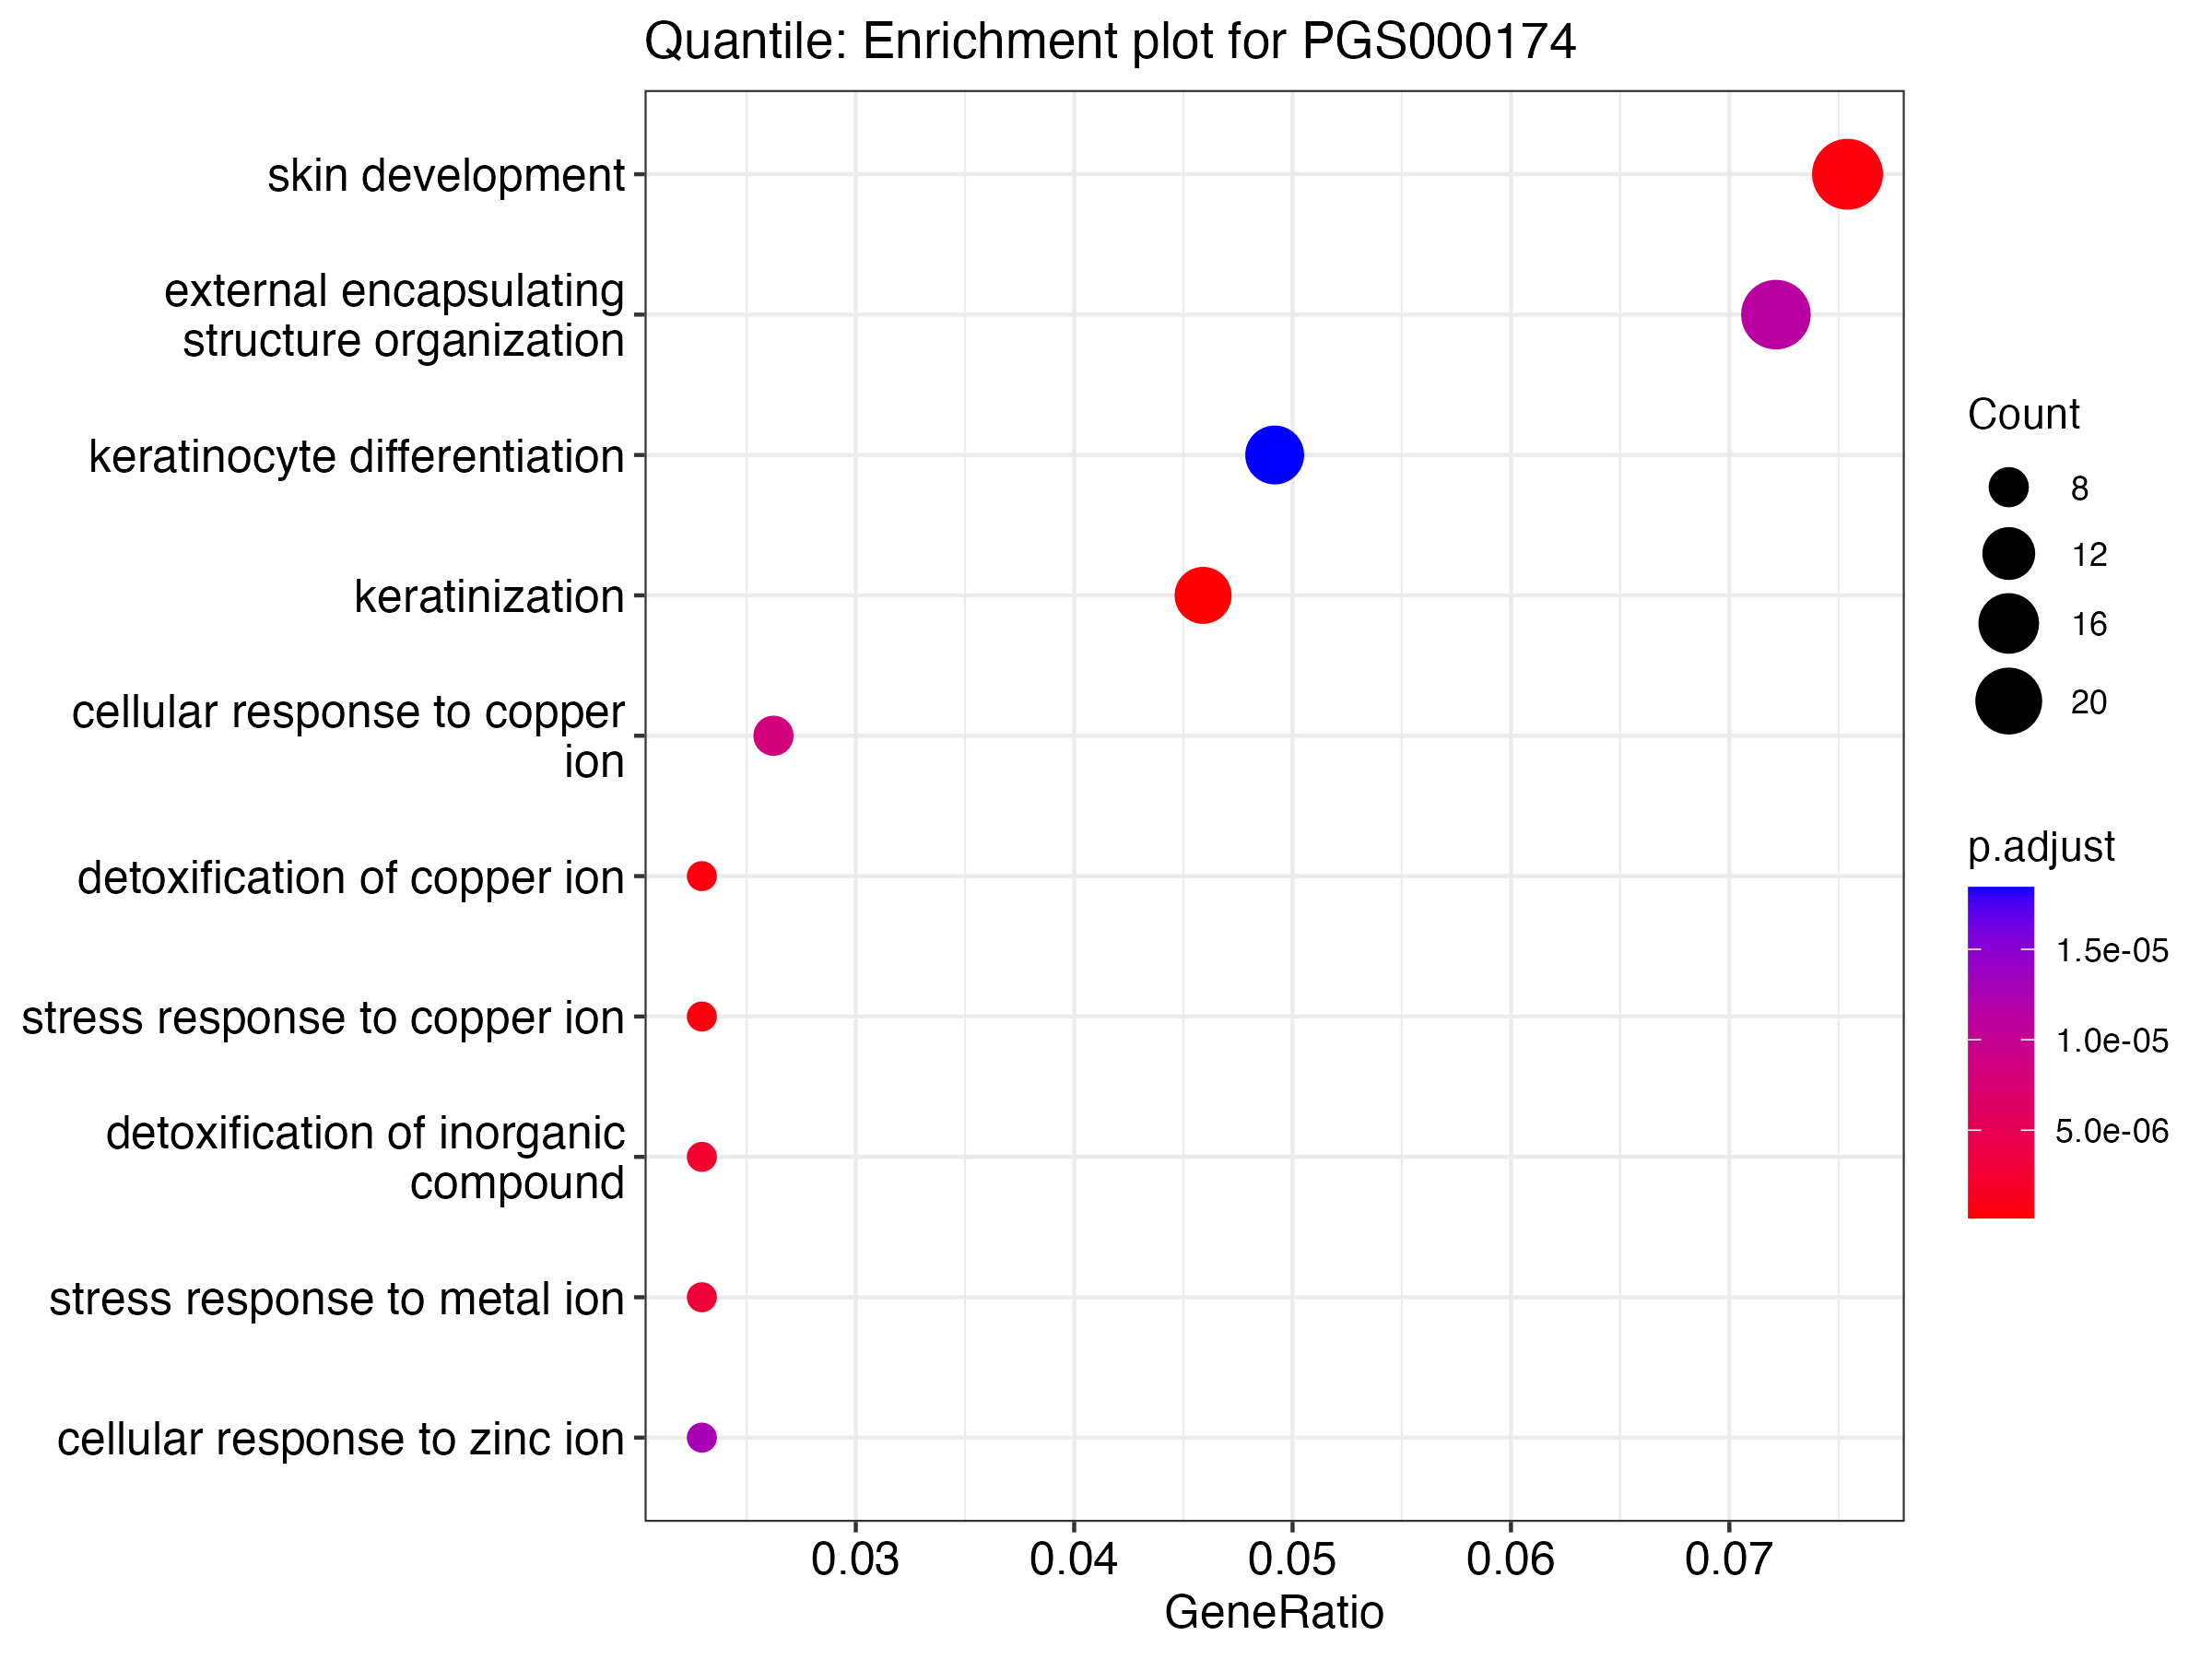 Quantile: Enrichment plot for PGS000174
skin development
external encapsulating
structure organization
keratinocyte differentiation
keratinization
cellular response to copper
ion
detoxification of copper ion
stress response to copper ion
detoxification of inorganic
compound
stress response to metal ion
cellular response to zinc ion
0.03
0.04
0.05
0.06
0.07
GeneRatio
Count
8
12
16
20
p.adjust
1.5e-05
1.0e-05
5.0e-06